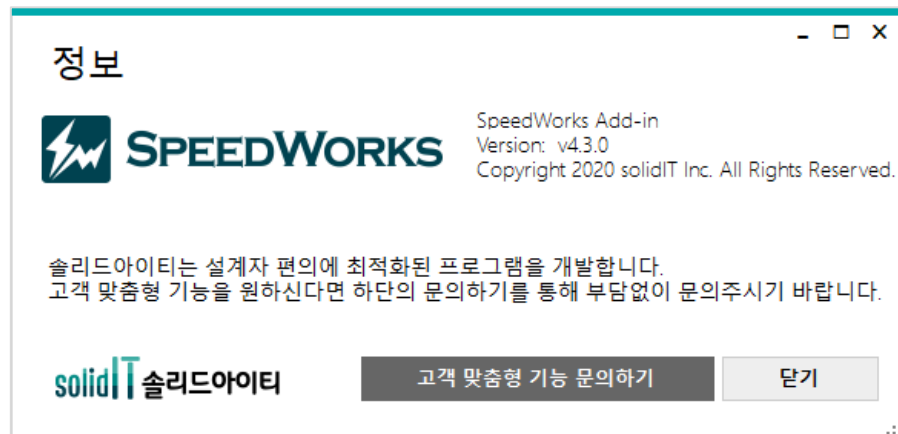 정보
SPEEDWORKS
SpeedWorks Add-in
Version: v4.3.0
Copyright 2020 solidIT Inc. All Rights Reserved.
솔리드아이티는 설계자 편의에 최적화된 프로그램을 개발합니다.
고객 맞춤형 기능을 원하신다면 하단의 문의하기를 통해 부담없이 문의주시기 바랍니다.
solidIT 솔리드아이티
고객 맞춤형 기능 문의하기
닫기